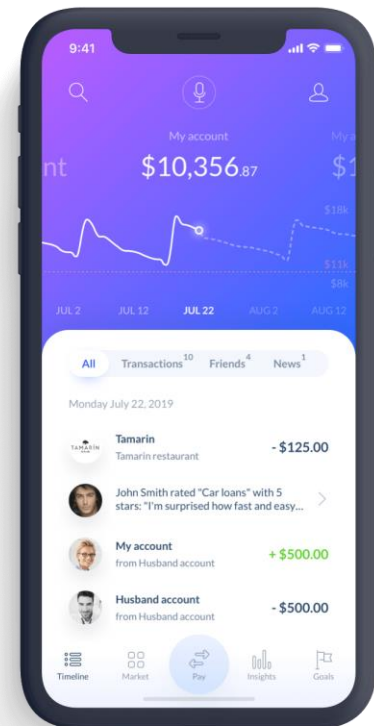 9:41
My account
My a
nt
$10,356.87
$1
$18k
$11k
$8k
JUL 2
JUL 12
JUL 22
AUG 2
AUG 12
All
Transactions 10
Friends 4
News 1
Monday July 22, 2019
TAMARIN
Tamarin
- $125.00
Tamarin restaurant
John Smith rated "Car loans" with 5
stars: "I'm surprised how fast and easy...
My account
+ $500.00
from Husband account
Husband account
- $500.00
from Husband account
Timeline
Market
Pay
Insights
Goals